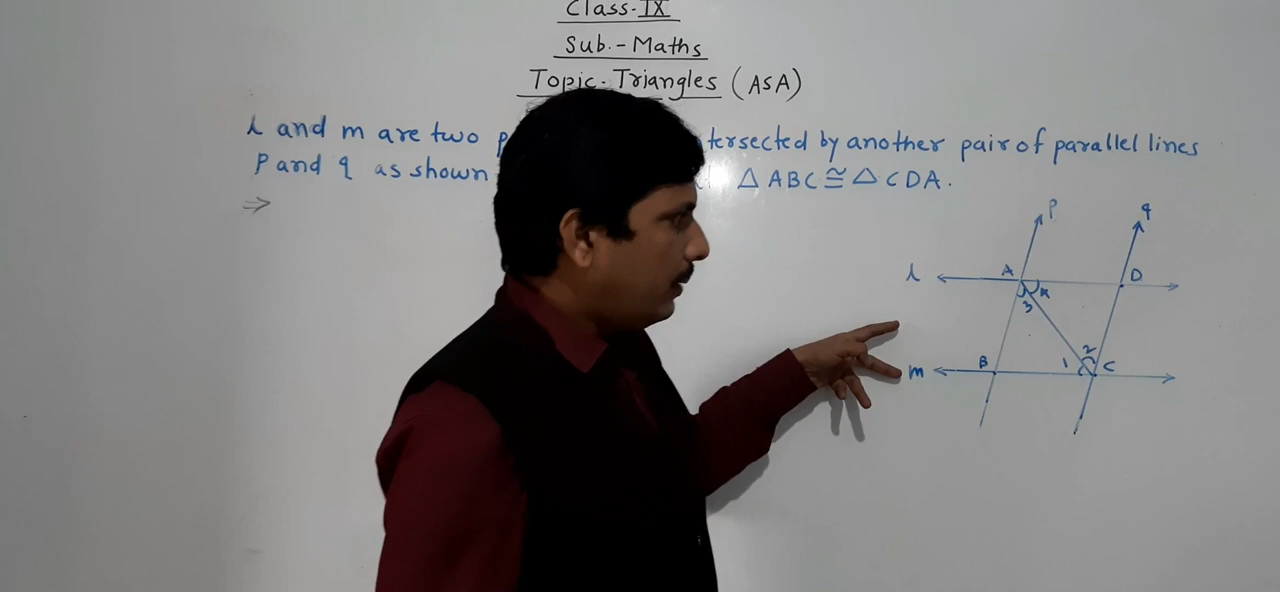 Class-IX
Sub.-Maths
Topic-Triangles (ASA)
l and m are two tersected by another pair of parallel lines
P and q as shown △ ABC ≅ △ CDA.
⇒
P q
l A D
3
2
m B 1 C